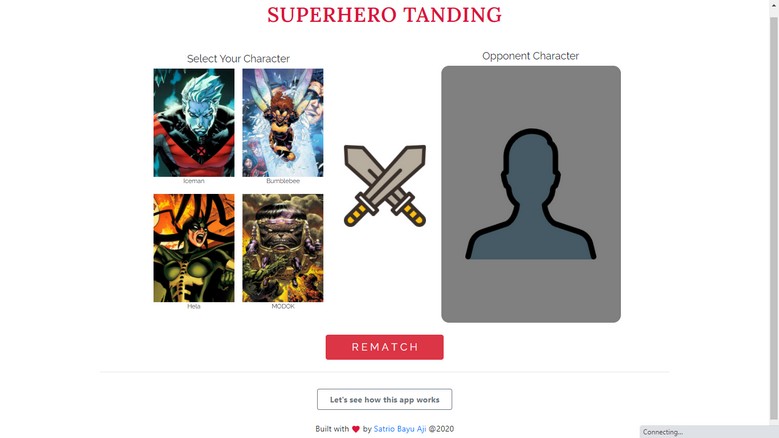 SUPERHERO TANDING
Select Your Character
Opponent Character
Iceman
Bumblebee
Hela
MODOK
REMATCH
Let's see how this app works
Built with by Satrio Bayu Aji @2020
Connecting...